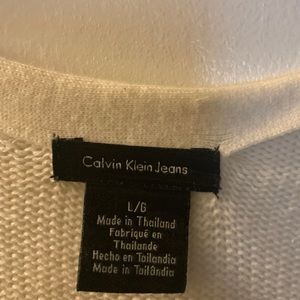 Calvin Klein Jeans
L/G
Made in Thailand
Fabriqué en
Thaïlande
Hecho en Tailandia
Made in Tailândia